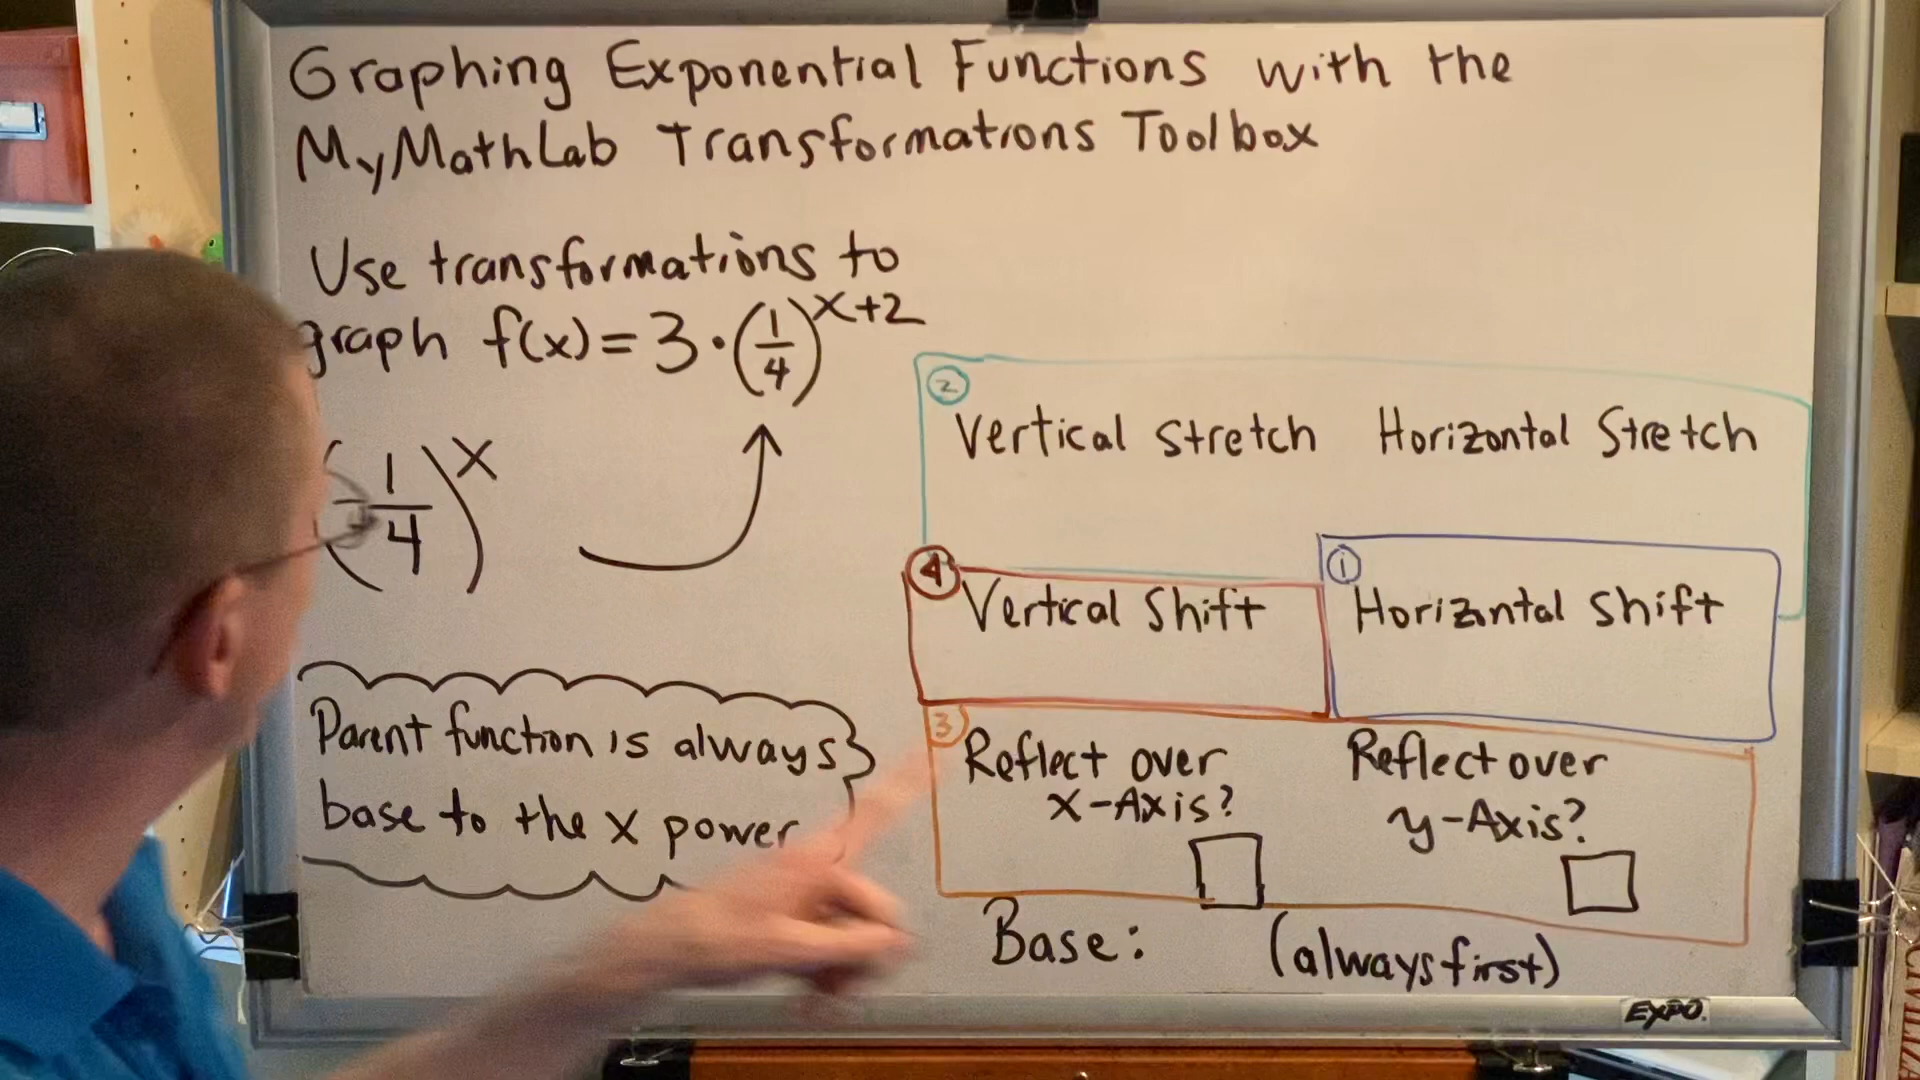 Graphing Exponential Functions with the
MyMathLab Transformations Toolbox
Use transformations to
graph f(x) = 3 · (1/4)^x+2
(1/4)^x
Parent function is always
base to the x power
2
Vertical Stretch Horizontal Stretch
4
Vertical Shift
1
Horizontal Shift
3
Reflect over
x-Axis?
Reflect over
y-Axis?
Base: (always first)
EXPO.